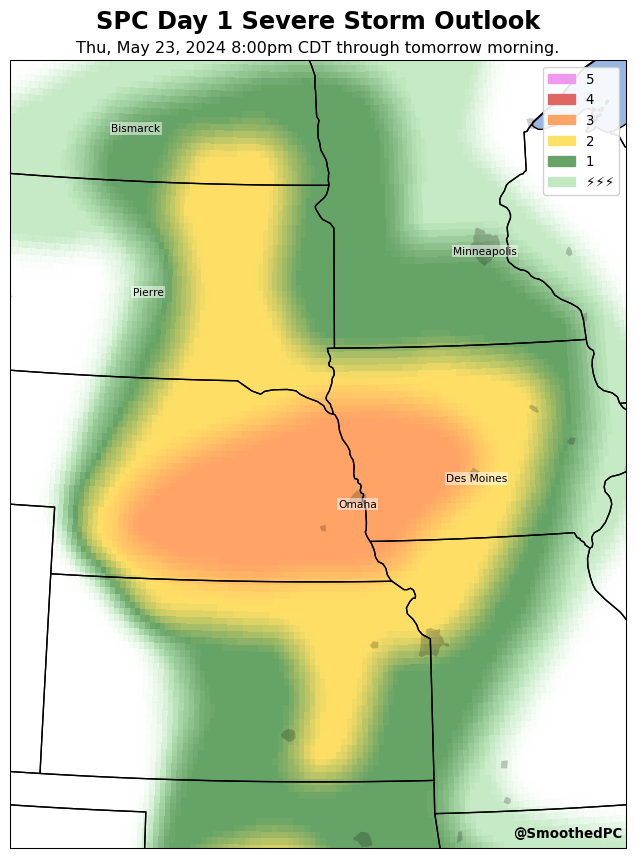 SPC Day 1 Severe Storm Outlook
Thu, May 23, 2024 8:00pm CDT through tomorrow morning.
5
4
3
2
1
⚡⚡⚡
Bismarck
Minneapolis
Pierre
Des Moines
Omaha
@SmoothedPC